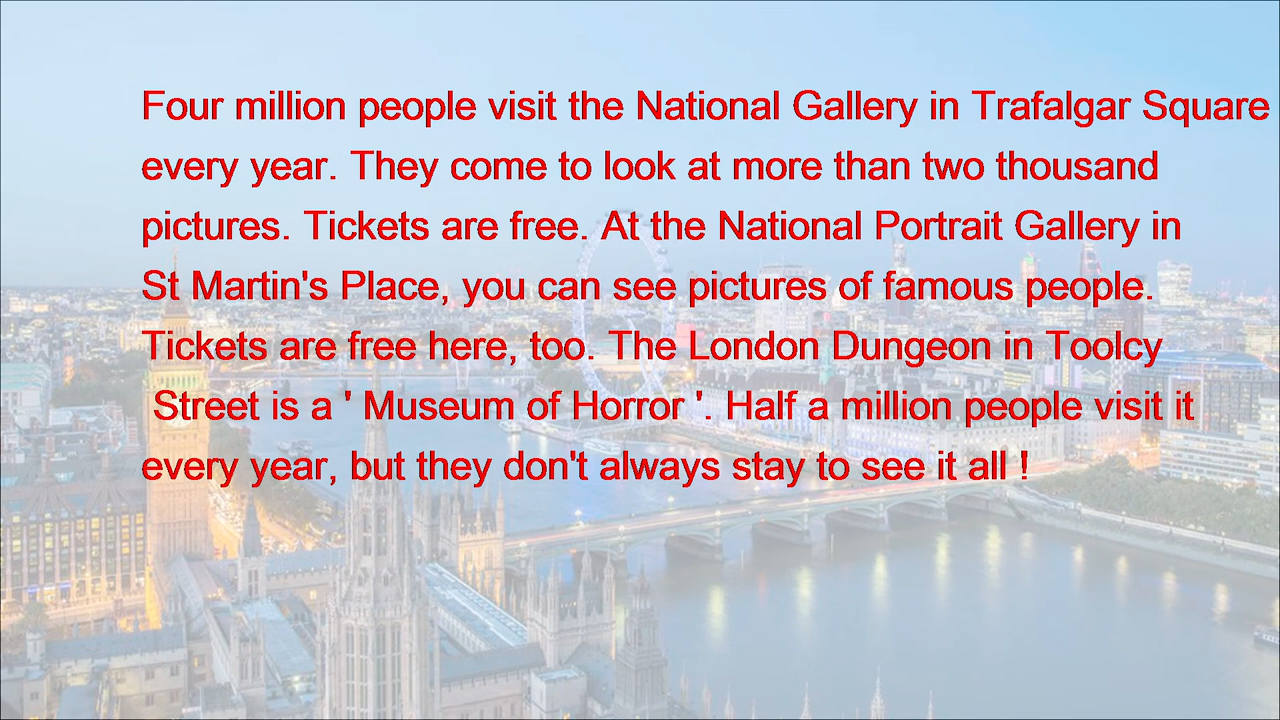 Four million people visit the National Gallery in Trafalgar Square
every year. They come to look at more than two thousand
pictures. Tickets are free. At the National Portrait Gallery in
St Martin's Place, you can see pictures of famous people.
Tickets are free here, too. The London Dungeon in Toolcy
Street is a ' Museum of Horror '. Half a million people visit it
every year, but they don't always stay to see it all !